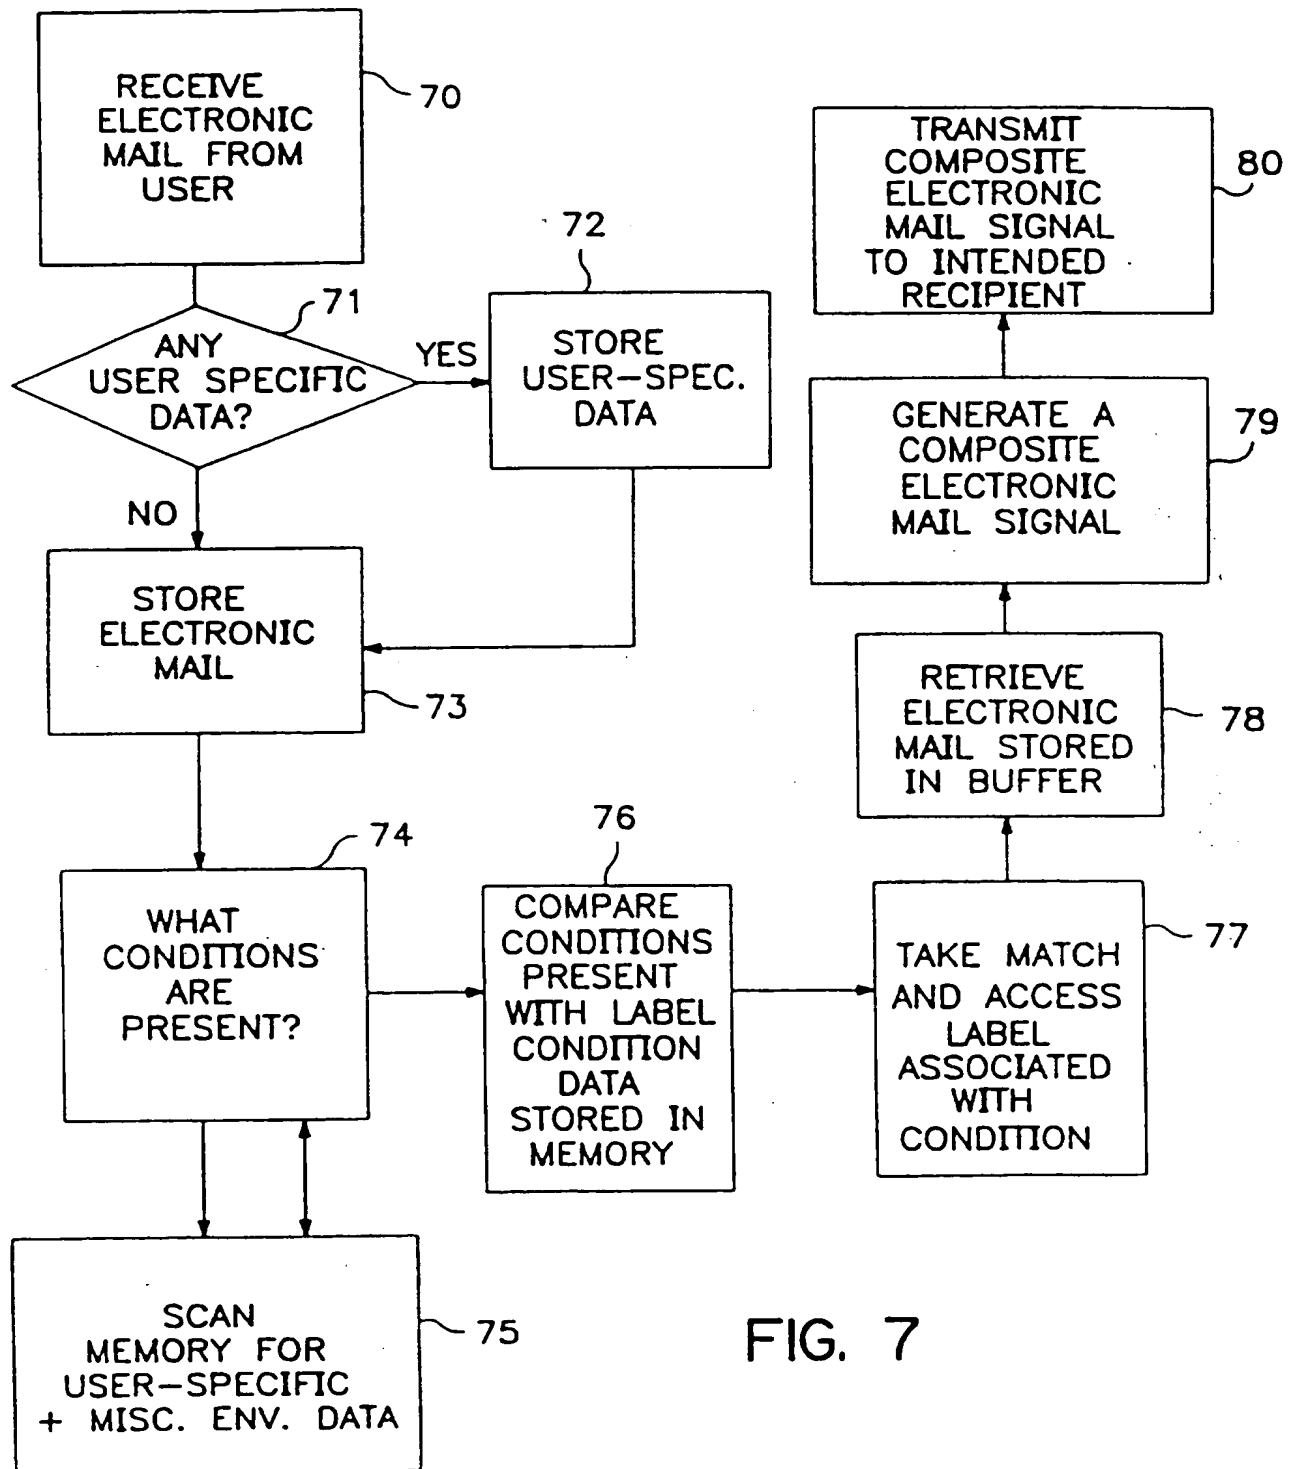 RECEIVE
ELECTRONIC
MAIL FROM
USER
70
71
ANY
USER SPECIFIC
DATA?
YES
NO
72
STORE
USER-SPEC.
DATA
STORE
ELECTRONIC
MAIL
73
74
WHAT
CONDITIONS
ARE
PRESENT?
SCAN
MEMORY FOR
USER-SPECIFIC
+ MISC. ENV. DATA
75
76
COMPARE
CONDITIONS
PRESENT
WITH LABEL
CONDITION
DATA
STORED IN
MEMORY
TAKE MATCH
AND ACCESS
LABEL
ASSOCIATED
WITH
CONDITION
77
RETRIEVE
ELECTRONIC
MAIL STORED
IN BUFFER
78
GENERATE A
COMPOSITE
ELECTRONIC
MAIL SIGNAL
79
TRANSMIT
COMPOSITE
ELECTRONIC
MAIL SIGNAL
TO INTENDED
RECIPIENT
80
FIG. 7